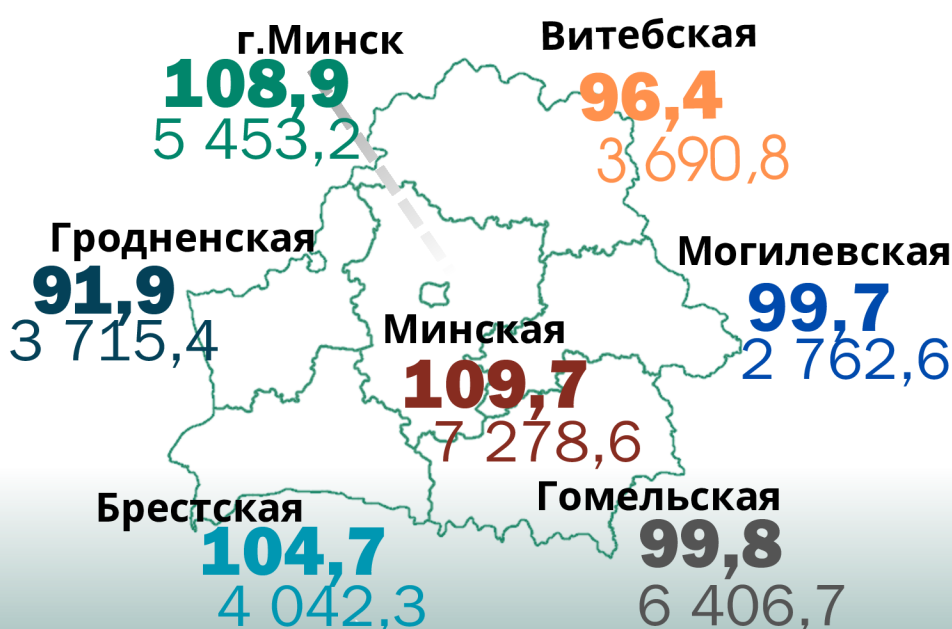 г.Минск
108,9
5 453,2
Витебская
96,4
3 690,8
Гродненская
91,9
3 715,4
Могилевская
99,7
2 762,6
Минская
109,7
7 278,6
Брестская
104,7
4 042,3
Гомельская
99,8
6 406,7